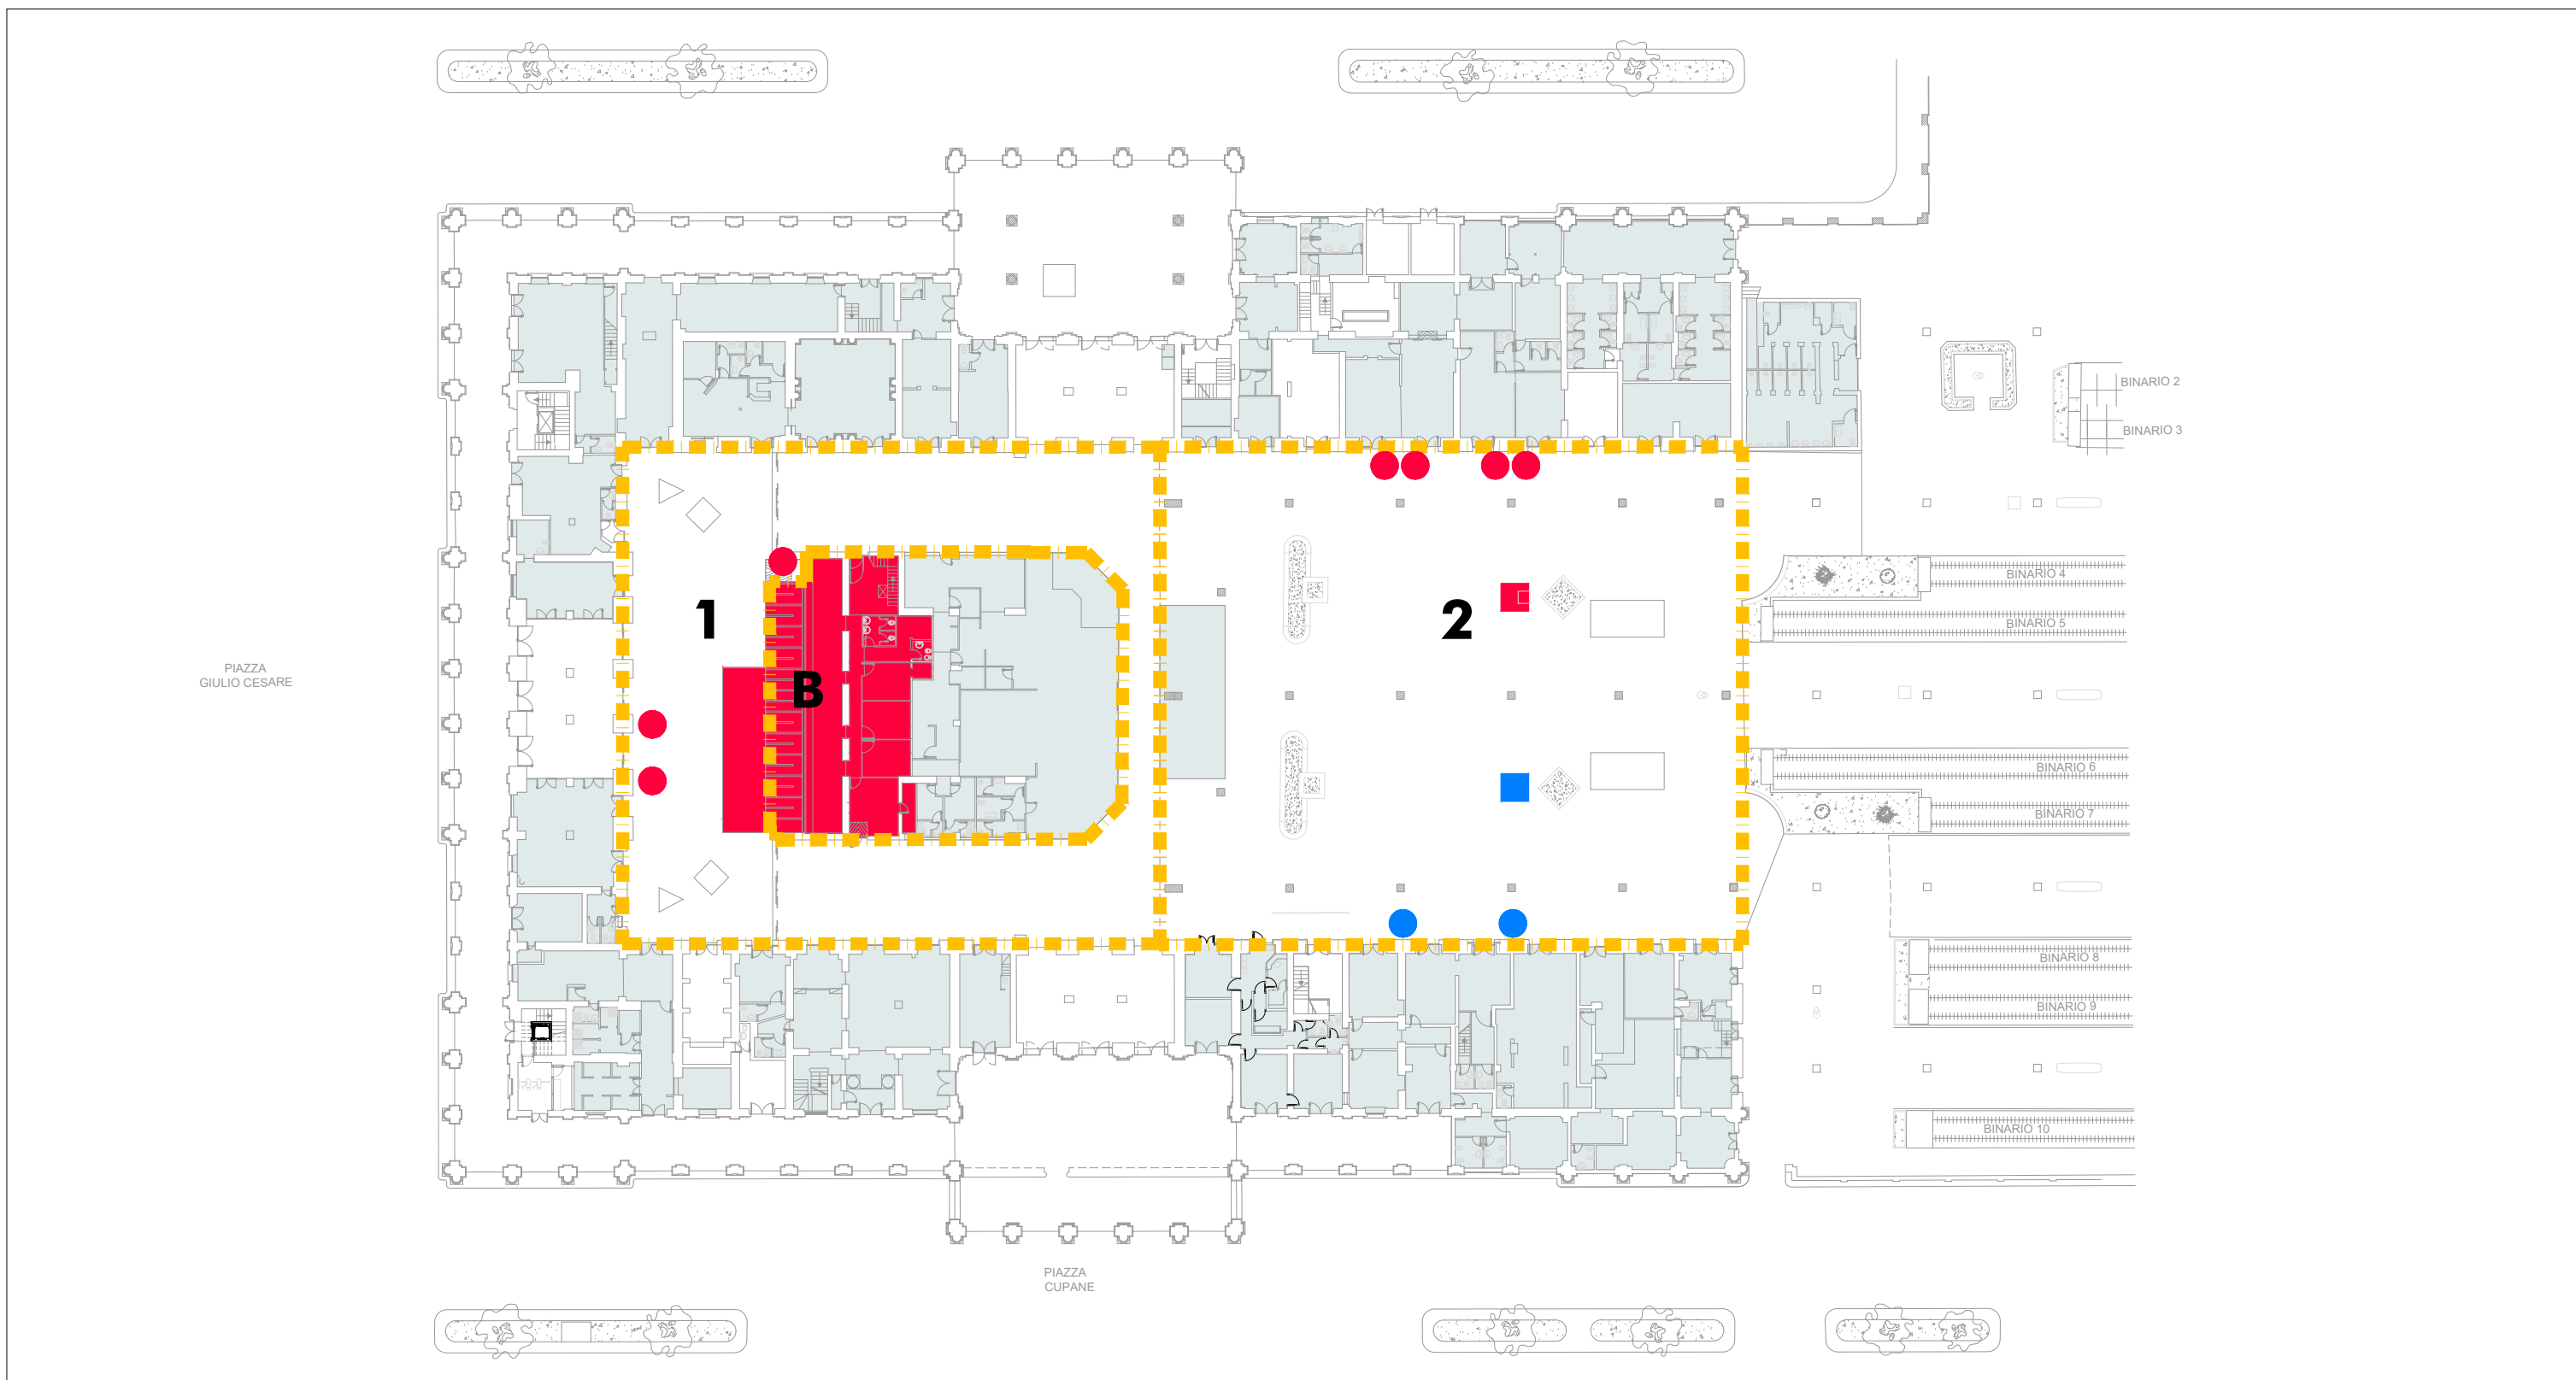 BINARIO 2
BINARIO 3
BINARIO 4
1
2
BINARIO 5
PIAZZA
GIULIO CESARE
B
BINARIO 6
BINARIO 7
BINARIO 8
BINARIO 9
BINARIO 10
PIAZZA
CUPANE